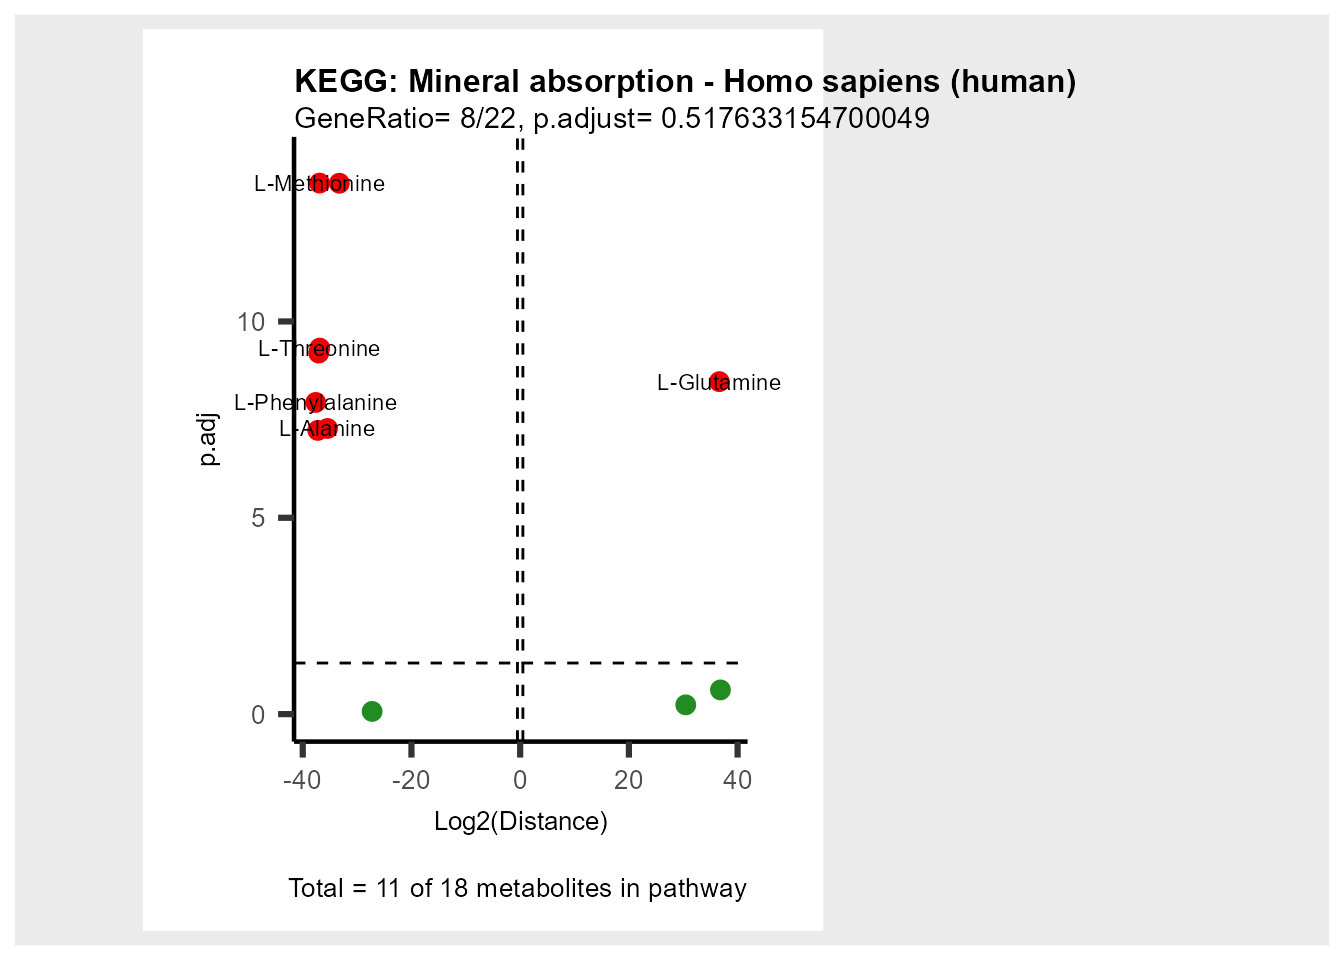 KEGG: Mineral absorption - Homo sapiens (human)
GeneRatio= 8/22, p.adjust= 0.517633154700049
L-Methionine
10
L-Threonine
L-Glutamine
L-Phenylalanine
L-Alanine
p.adj
5
0
-40 -20 0 20 40
Log2(Distance)
Total = 11 of 18 metabolites in pathway